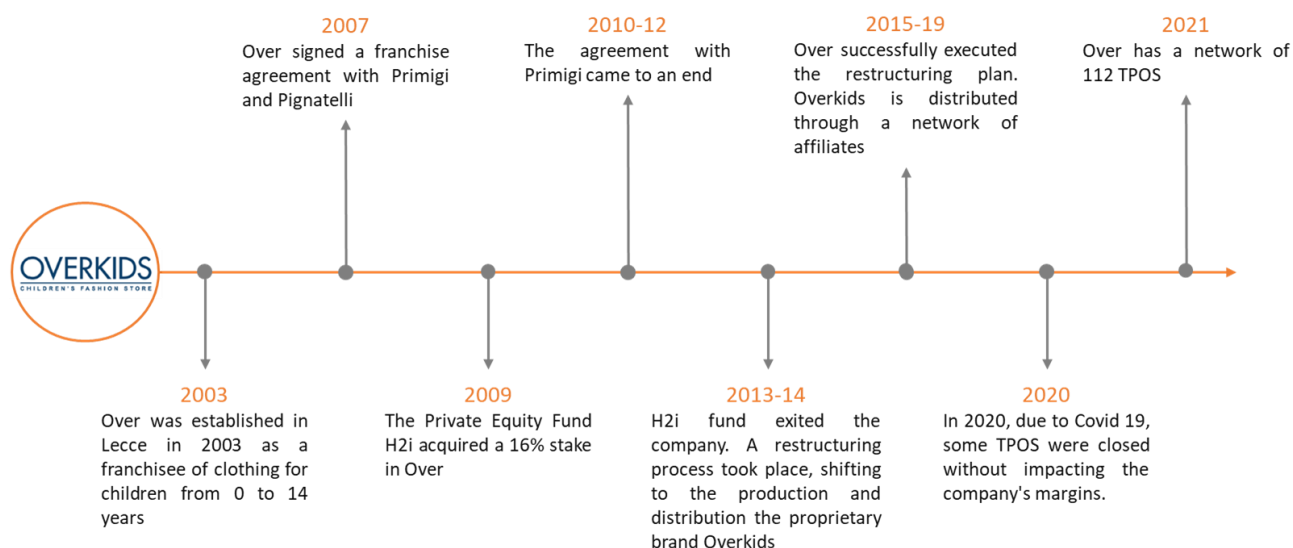 OVERKIDS
CHILDREN'S FASHION STORE
2003
Over was established in
Lecce in 2003 as a
franchisee of clothing for
children from 0 to 14
years
2007
Over signed a franchise
agreement with Primigi
and Pignatelli
2009
The Private Equity Fund
H2i acquired a 16% stake
in Over
2010-12
The agreement with
Primigi came to an end
2013-14
H2i fund exited the
company. A restructuring
process took place, shifting
to the production and
distribution the proprietary
brand Overkids
2015-19
Over successfully executed
the restructuring plan.
Overkids is distributed
through a network of
affiliates
2020
In 2020, due to Covid 19,
some TPOS were closed
without impacting the
company's margins.
2021
Over has a network of
112 TPOS